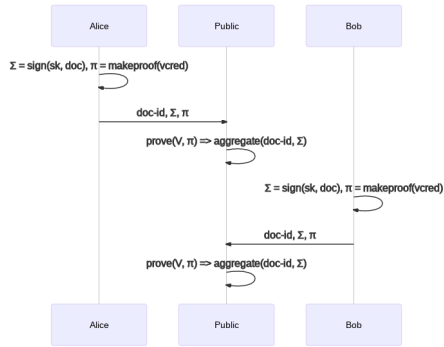 Alice Public Bob
Σ = sign(sk, doc), π = makeproof(vcred)
doc-id, Σ, π
prove(V, π) => aggregate(doc-id, Σ)
Σ = sign(sk, doc), π = makeproof(vcred)
doc-id, Σ, π
prove(V, π) => aggregate(doc-id, Σ)
Alice Public Bob